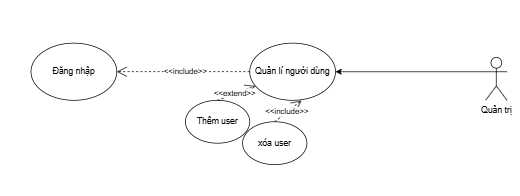 Đăng nhập
<<include>>
Quản lí người dùng
<<extend>>
Thêm user
<<include>>
xóa user
Quản trị